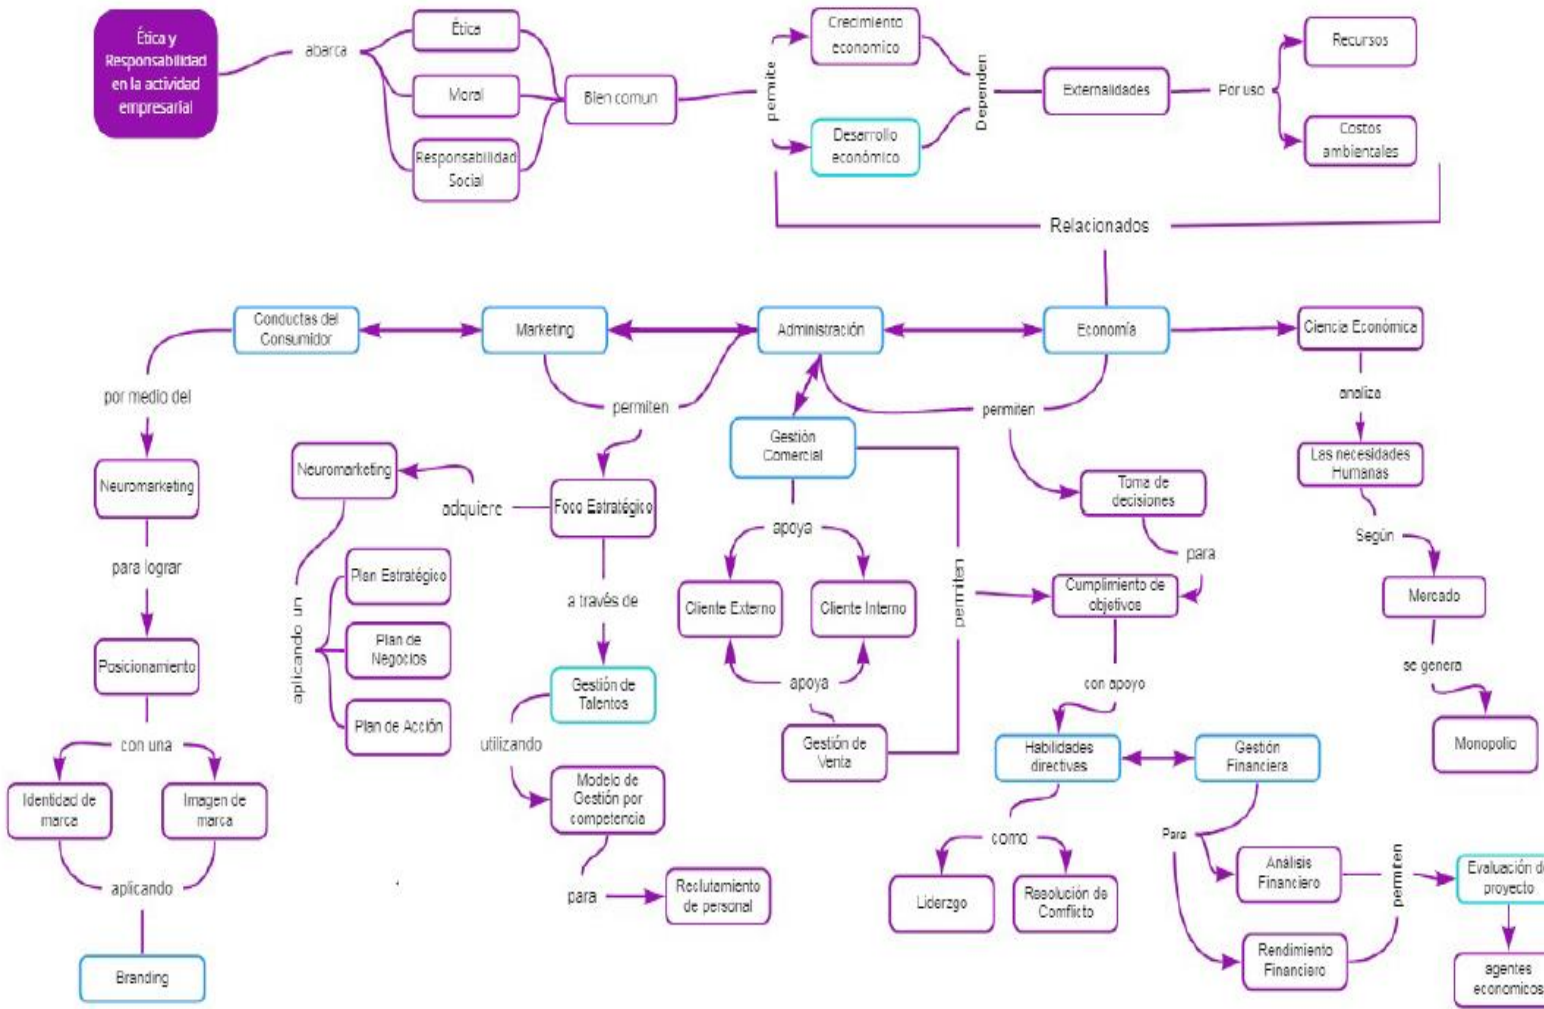 Ética y
Responsabilidad
en la actividad
empresarial
abarca
Ética
Moral
Responsabilidad
Social
Bien comun
permite
Crecimiento
economico
Desarrollo
económico
Dependen
Externalidades
Por uso
Recursos
Costos
ambientales
Relacionados
Conductas del
Consumidor
Marketing
Administración
Economía
Ciencia Económica
por medio del
Neuromarketing
para lograr
Posicionamiento
con una
Identidad de
marca
Imagen de
marca
aplicando
Branding
permiten
Neuromarketing
adquiere
Foco Estratégico
aplicando un
Plan Estratégico
Plan de
Negocios
Plan de Acción
a través de
Gestión de
Talentos
utilizando
Modelo de
Gestión por
competencia
para
Reclutamiento
de personal
Gestión
Comercial
apoya
Cliente Externo
Cliente Interno
apoya
Gestión de
Venta
permiten
permiten
Toma de
decisiones
para
Cumplimiento de
objetivos
con apoyo
Habilidades
directivas
Gestión
Financiera
como
Liderzgo
Resolución de
Comflicto
Para
Análisis
Financiero
Rendimiento
Financiero
permiten
Evaluación de
proyecto
agentes
economicos
analiza
Las necesidades
Humanas
Según
Mercado
se genera
Monopolio